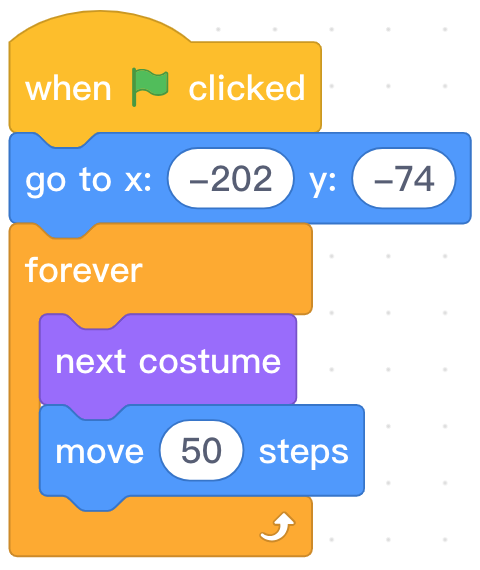 when clicked
go to x: -202 y: -74
forever
next costume
move 50 steps